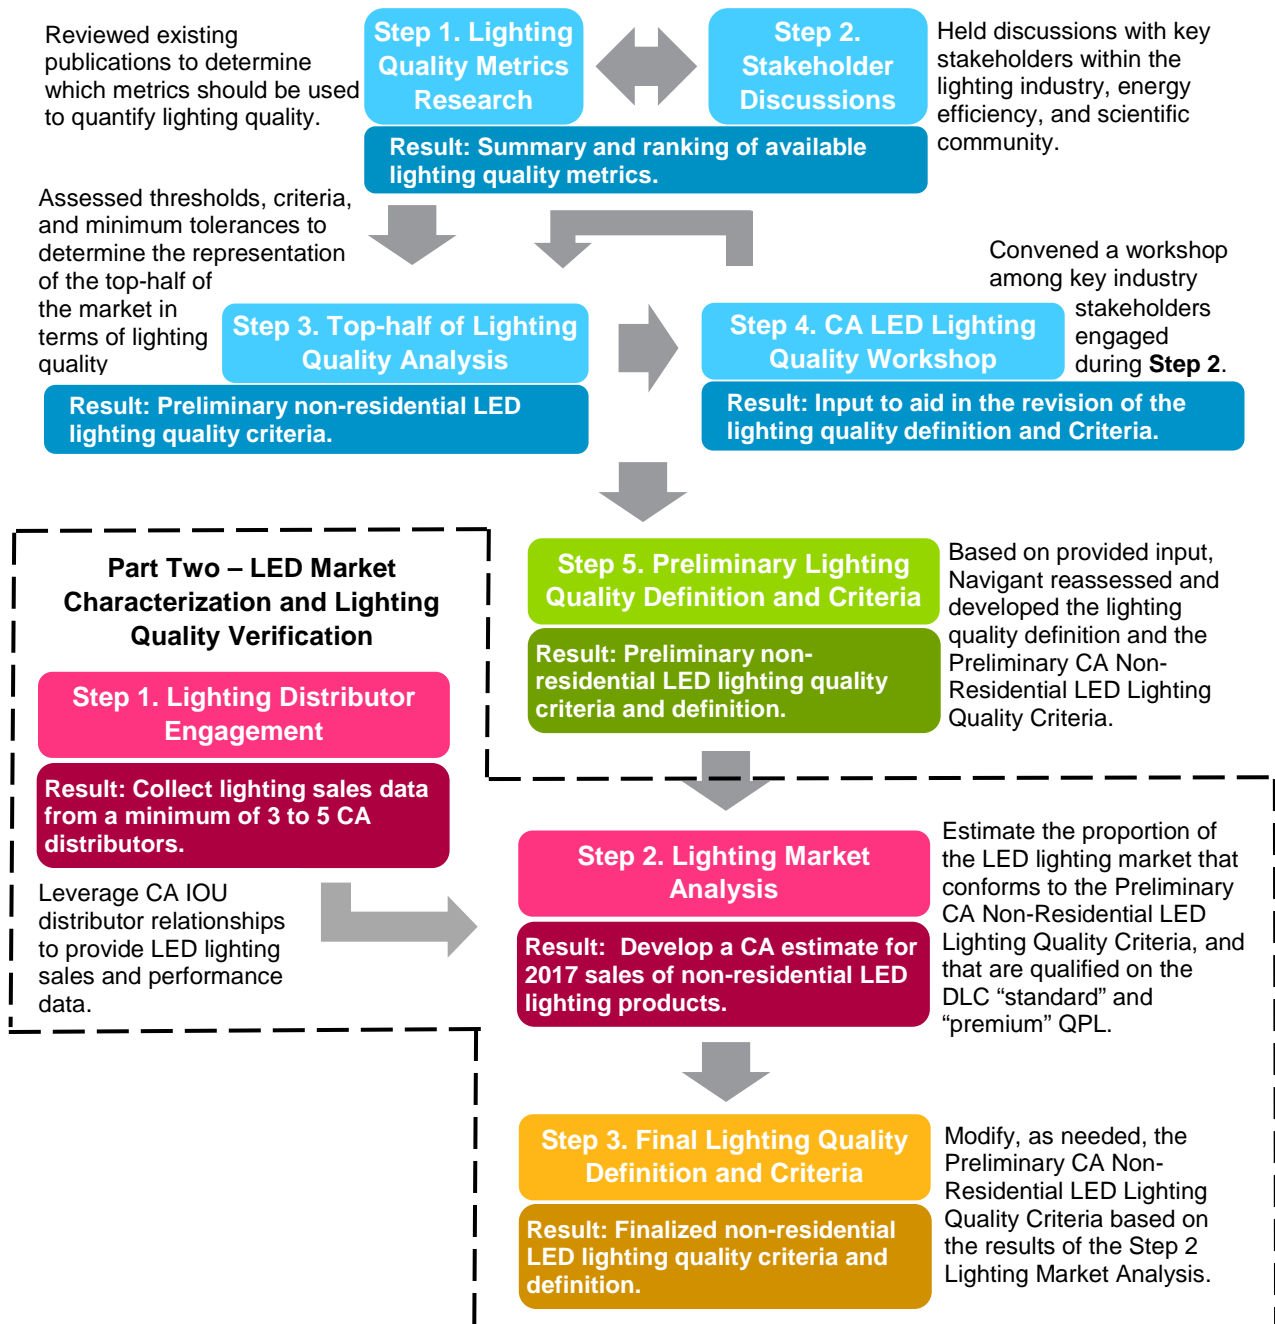 Reviewed existing
publications to determine
which metrics should be used
to quantify lighting quality.
Step 1. Lighting
Quality Metrics
Research
Step 2.
Stakeholder
Discussions
Held discussions with key
stakeholders within the
lighting industry, energy
efficiency, and scientific
community.
Result: Summary and ranking of available
lighting quality metrics.
Assessed thresholds, criteria,
and minimum tolerances to
determine the representation
of the top-half of
the market in
terms of lighting
quality
Step 3. Top-half of Lighting
Quality Analysis
Result: Preliminary non-residential LED
lighting quality criteria.
Step 4. CA LED Lighting
Quality Workshop
Convened a workshop
among key industry
stakeholders
engaged
during Step 2.
Result: Input to aid in the revision of the
lighting quality definition and Criteria.
Step 5. Preliminary Lighting
Quality Definition and Criteria
Result: Preliminary non-
residential LED lighting quality
criteria and definition.
Based on provided input,
Navigant reassessed and
developed the lighting
quality definition and the
Preliminary CA Non-
Residential LED Lighting
Quality Criteria.
Part Two – LED Market
Characterization and Lighting
Quality Verification
Step 1. Lighting Distributor
Engagement
Result: Collect lighting sales data
from a minimum of 3 to 5 CA
distributors.
Leverage CA IOU
distributor relationships
to provide LED lighting
sales and performance
data.
Step 2. Lighting Market
Analysis
Result:  Develop a CA estimate for
2017 sales of non-residential LED
lighting products.
Estimate the proportion of
the LED lighting market that
conforms to the Preliminary
CA Non-Residential LED
Lighting Quality Criteria, and
that are qualified on the
DLC “standard” and
“premium” QPL.
Step 3. Final Lighting Quality
Definition and Criteria
Result: Finalized non-residential
LED lighting quality criteria and
definition.
Modify, as needed, the
Preliminary CA Non-
Residential LED Lighting
Quality Criteria based on
the results of the Step 2
Lighting Market Analysis.